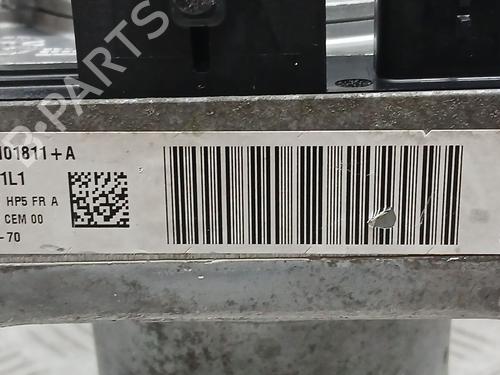 B-PARTS
101811+A
1L1
HP5 FR A
CEM 00
-70